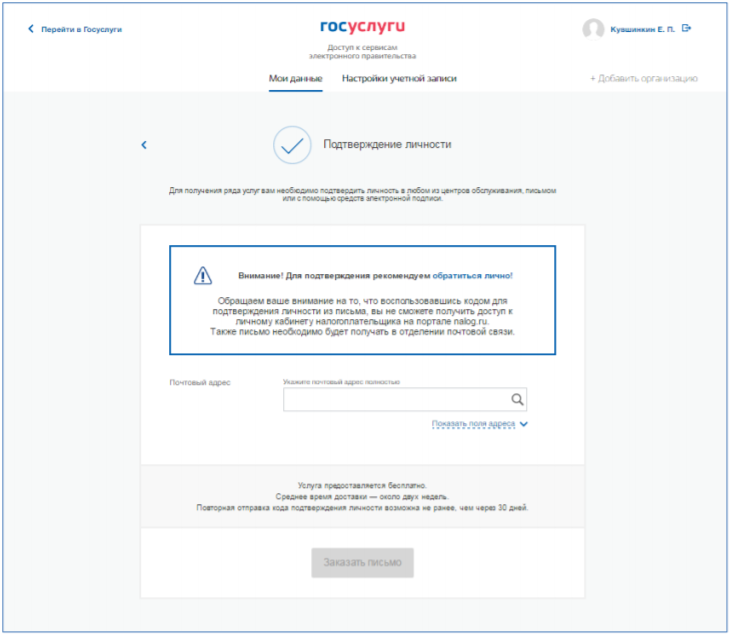 Перейти в Госуслуги
госуслуги
Кувшинкин Е. П.
Доступ к сервисам
электронного правительства
Мои данные
Настройки учетной записи
+ Добавить организацию
Подтверждение личности
Для получения ряда услуг вам необходимо подтвердить личность в любом из центров обслуживания, письмом
или с помощью средств электронной подписи.
Внимание! Для подтверждения рекомендуем обратиться лично!
Обращаем ваше внимание на то, что воспользовавшись кодом для
подтверждения личности из письма, вы не сможете получить доступ к
личному кабинету налогоплательщика на портале nalog.ru.
Также письмо необходимо будет получать в отделении почтовой связи.
Почтовый адрес
Укажите почтовый адрес полностью
Показать поля адреса
Услуга предоставляется бесплатно.
Среднее время доставки — около двух недель.
Повторная отправка кода подтверждения личности возможна не ранее, чем через 30 дней.
Заказать письмо